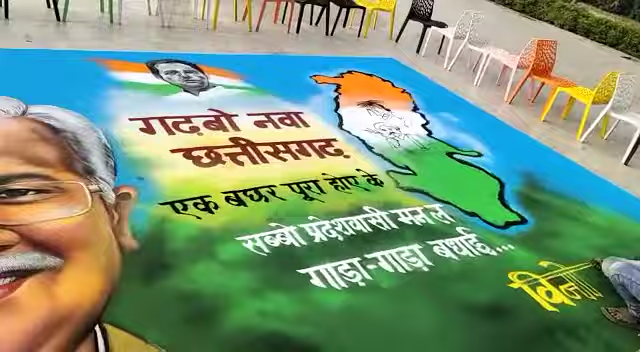 गढ़बो नवा
छत्तीसगढ़
एक बछर पूरा होए के
सब्बो प्रदेशवासी मन ल
गाड़ा-गाड़ा बधाई...